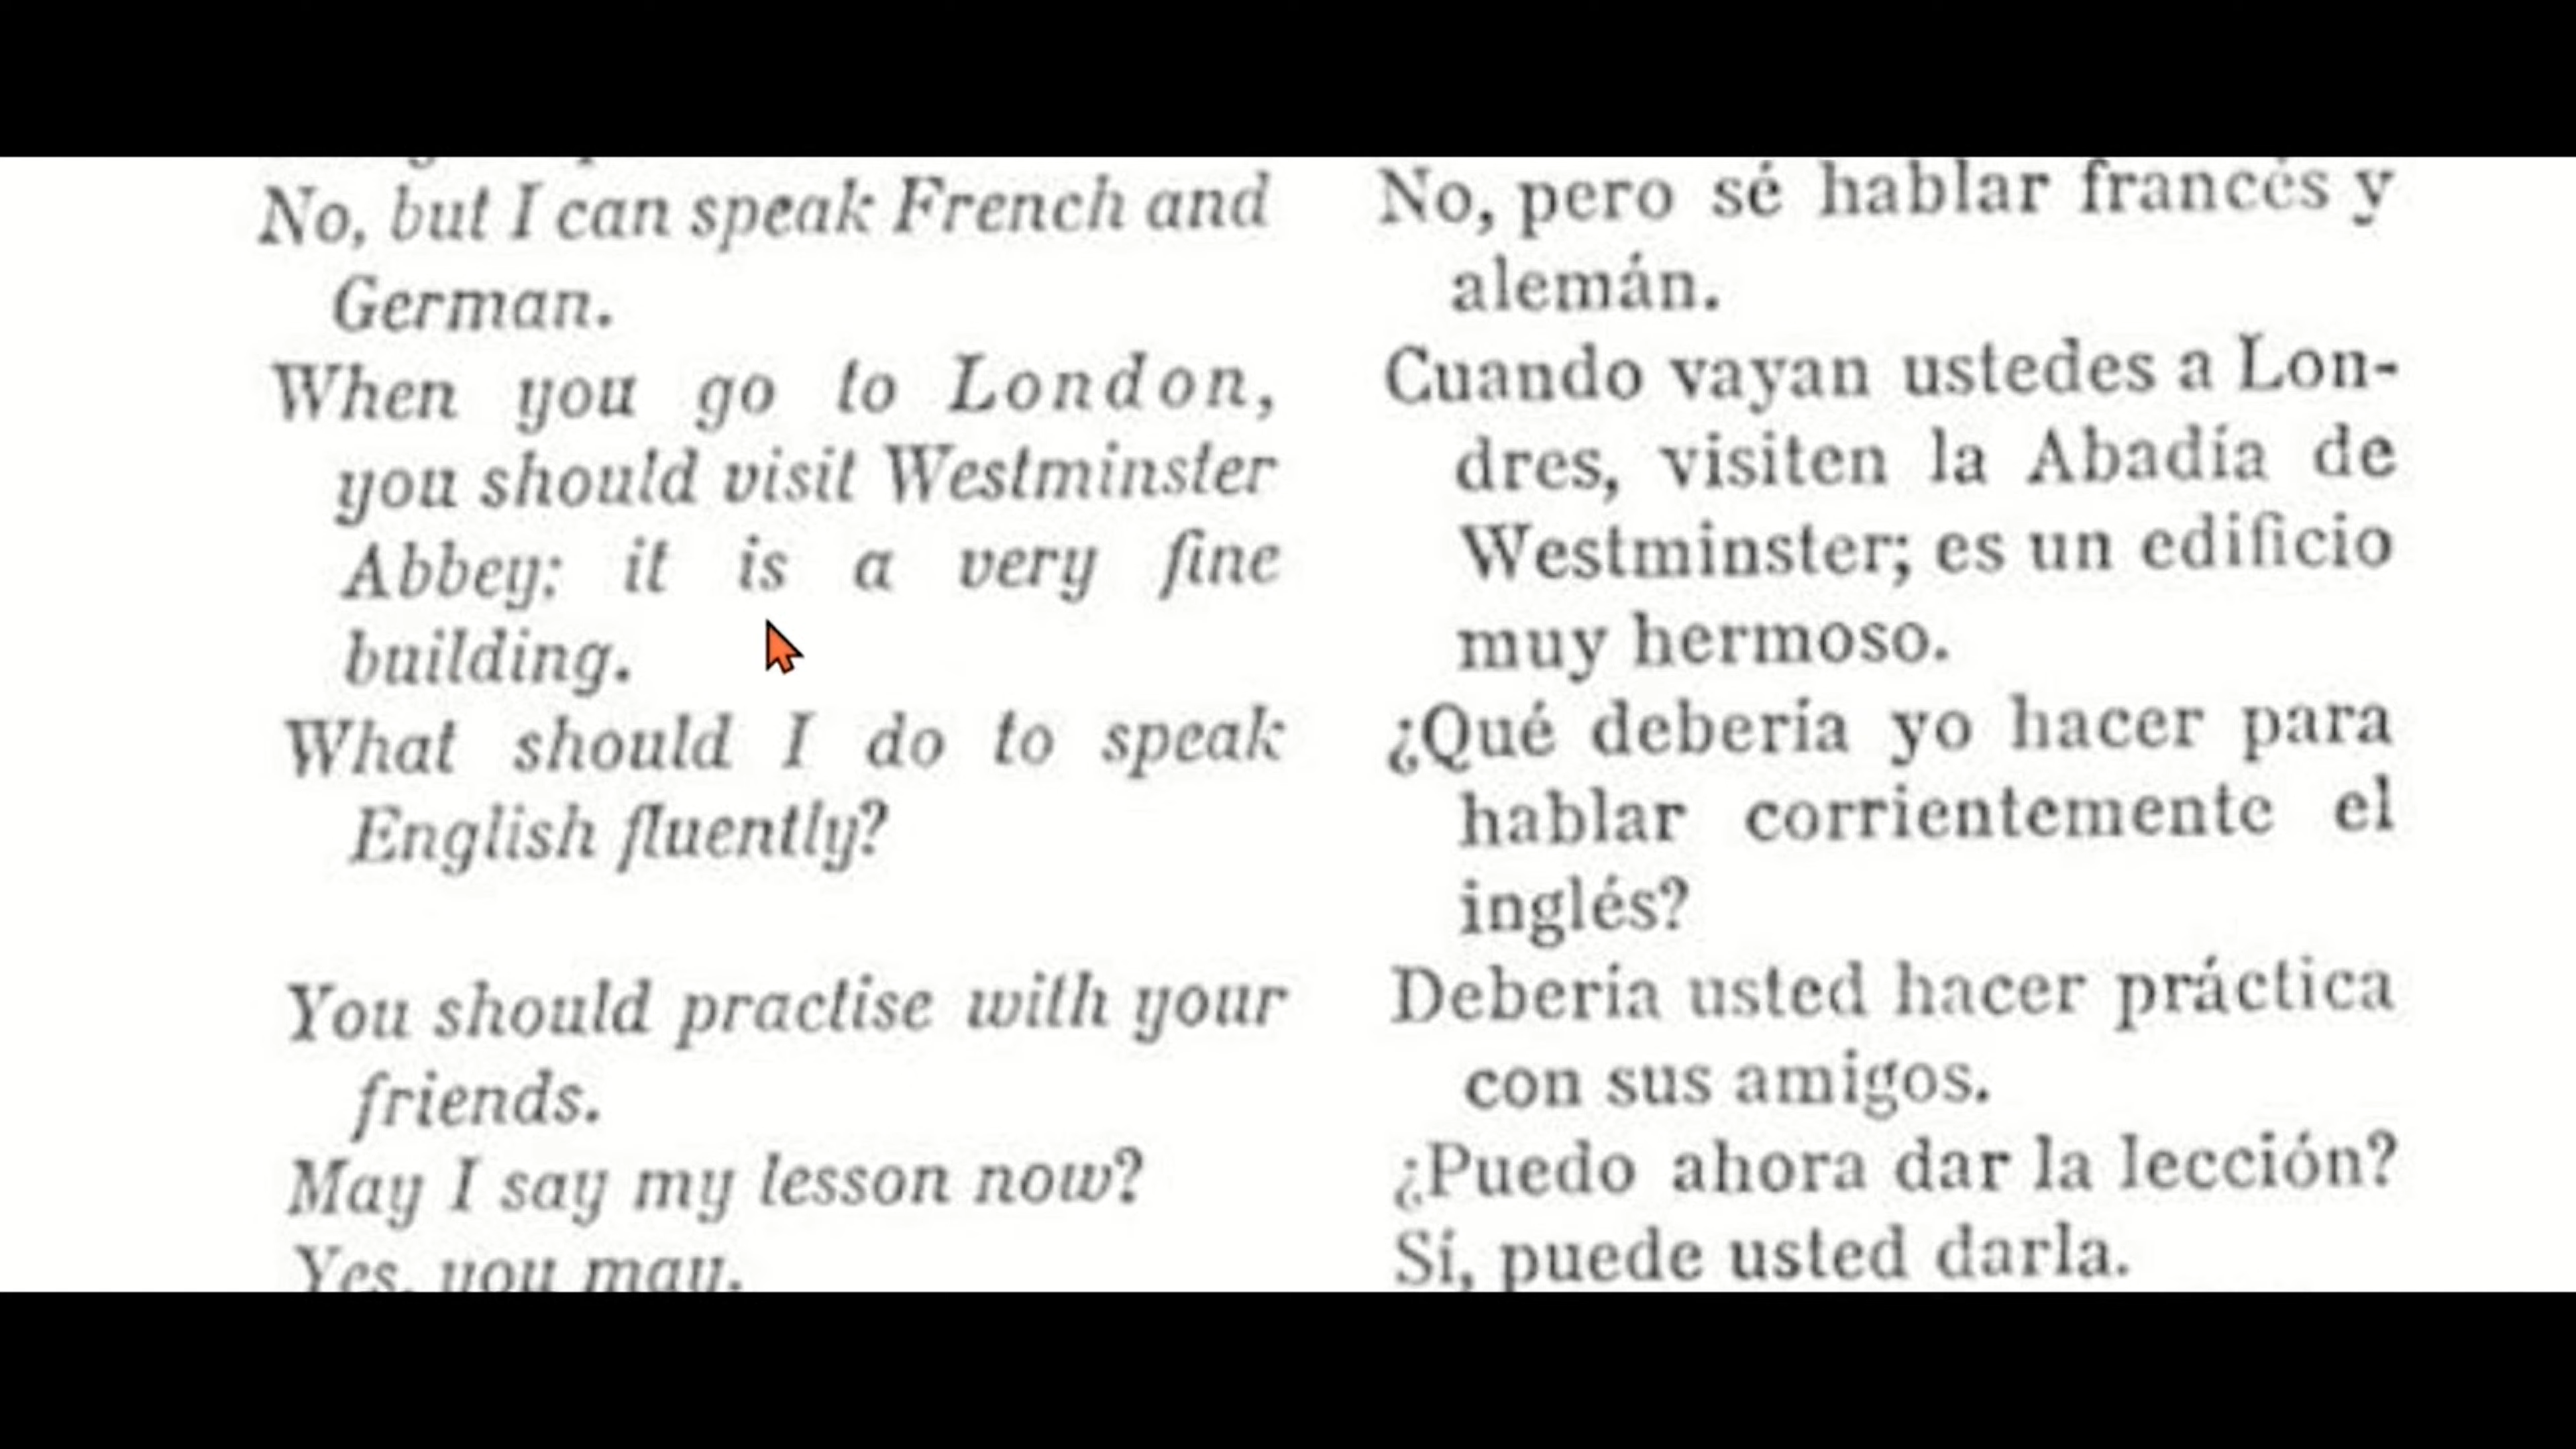 No, but I can speak French and
German.
When you go to London,
you should visit Westminster
Abbey; it is a very fine
building.
What should I do to speak
English fluently?
You should practise with your
friends.
May I say my lesson now?
Yes, you may.
No, pero sé hablar francés y
alemán.
Cuando vayan ustedes a Lon-
dres, visiten la Abadía de
Westminster; es un edificio
muy hermoso.
¿Qué debería yo hacer para
hablar corrientemente el
inglés?
Debería usted hacer práctica
con sus amigos.
¿Puedo ahora dar la lección?
Sí, puede usted darla.